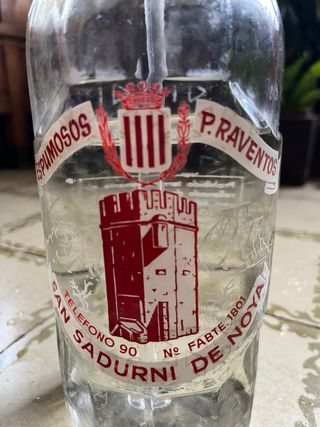 ESPUMOSOS
P. RAVENTOS
TELEFONO 90 Nº FABTE. 1801
SAN SADURNI DE NOYA